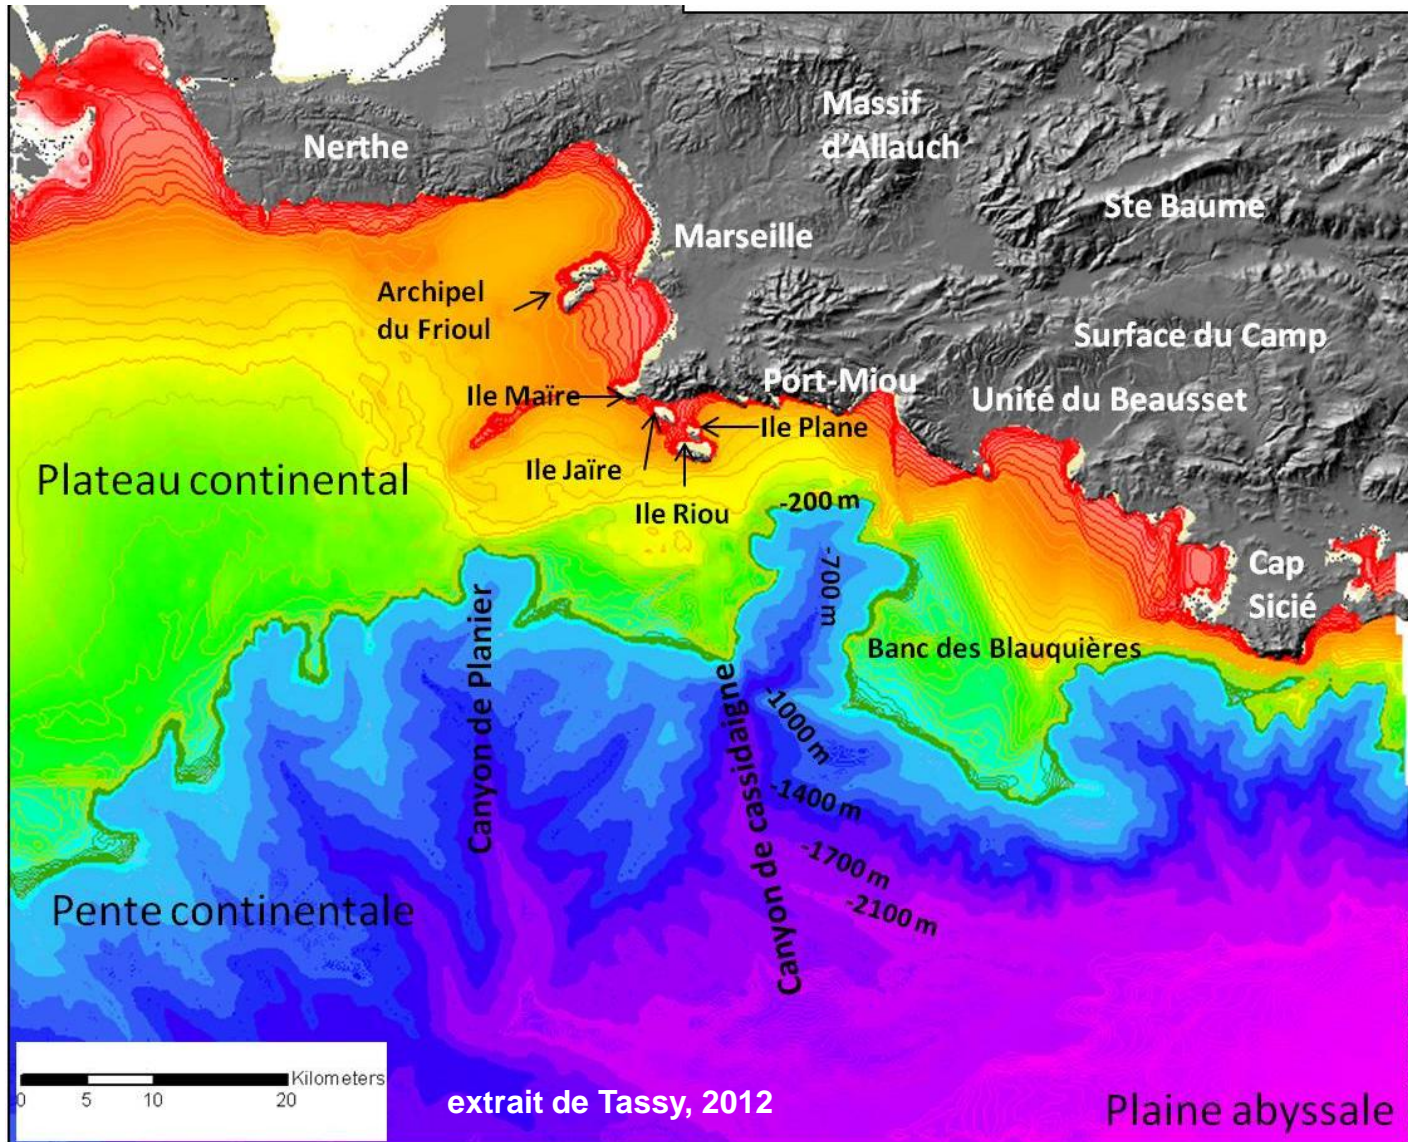 Massif
d'Allauch
Nerthe
Ste Baume
Marseille
Archipel
du Frioul
Surface du Camp
Port-Miou
Ile Maïre
Unité du Beausset
Ile Plane
Ile Jaïre
Plateau continental
Ile Riou
-200 m
-700 m
Cap
Sicié
Banc des Blauquières
Canyon de Planier
Canyon de cassidaigne
-1000 m
-1400 m
-1700 m
-2100 m
Pente continentale
Kilometers
0 5 10 20
extrait de Tassy, 2012
Plaine abyssale